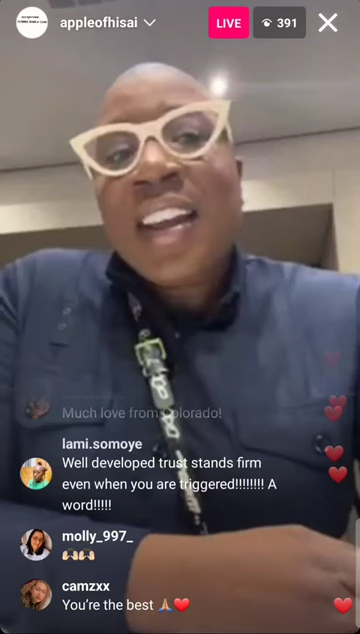 appleofhisai
LIVE
391
Much love from Colorado!
lami.somoye
Well developed trust stands firm
even when you are triggered!!!!!!!! A
word!!!!!
molly_997_
🙌🏼🙌🏼
camzxx
You're the best 🙏🏽❤️